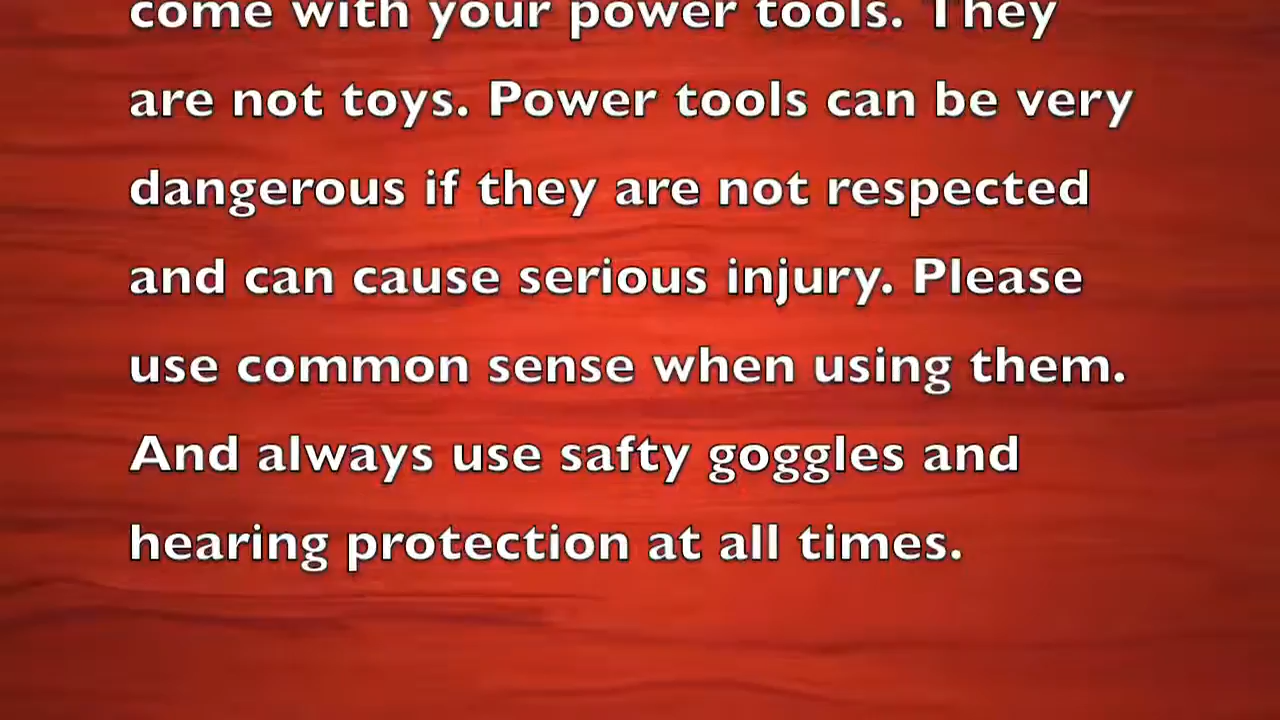 come with your power tools. They
are not toys. Power tools can be very
dangerous if they are not respected
and can cause serious injury. Please
use common sense when using them.
And always use safty goggles and
hearing protection at all times.